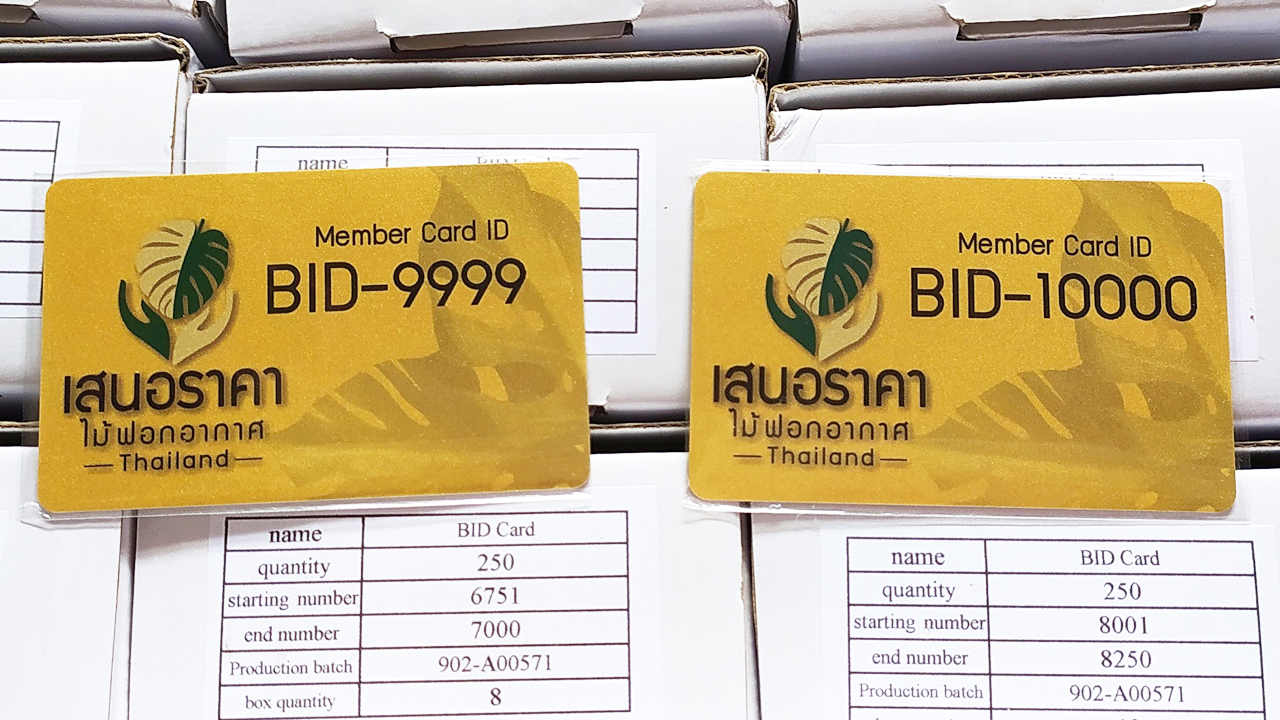 name
Member Card ID
BID-9999
เสนอราคา
ไม้ฟอกอากาศ
Thailand
Member Card ID
BID-10000
เสนอราคา
ไม้ฟอกอากาศ
Thailand
name BID Card
quantity 250
starting number 6751
end number 7000
Production batch 902-A00571
box quantity 8
name BID Card
quantity 250
starting number 8001
end number 8250
Production batch 902-A00571